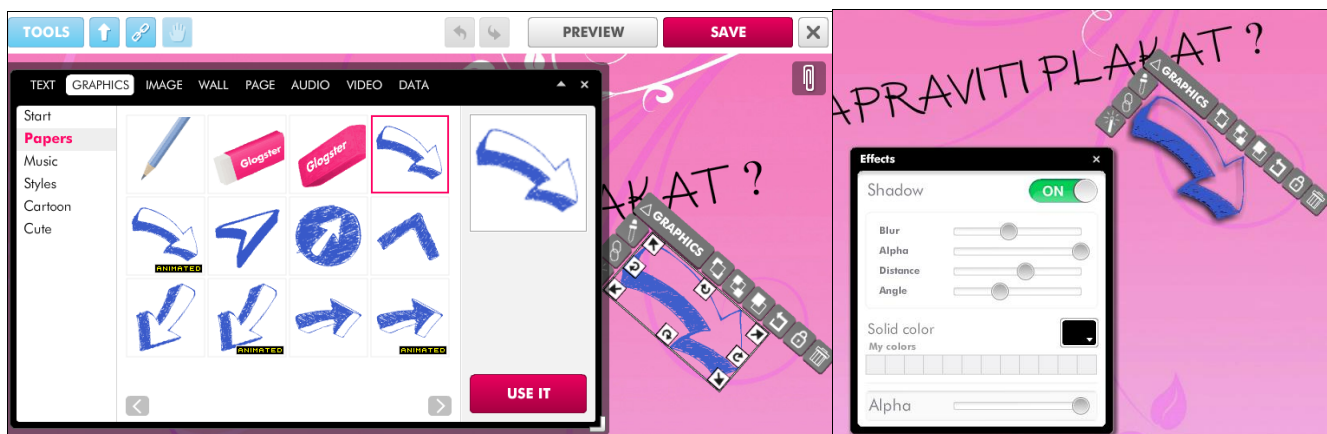 TOOLS
PREVIEW
SAVE
TEXT GRAPHICS IMAGE WALL PAGE AUDIO VIDEO DATA
Start
Papers
Music
Styles
Cartoon
Cute
Glogster
Glogster
ANIMATED
ANIMATED
ANIMATED
USE IT
AKAT ?
GRAPHICS
APRAVITI PLAKAT ?
GRAPHICS
Effects
Shadow
ON
Blur
Alpha
Distance
Angle
Solid color
My colors
Alpha